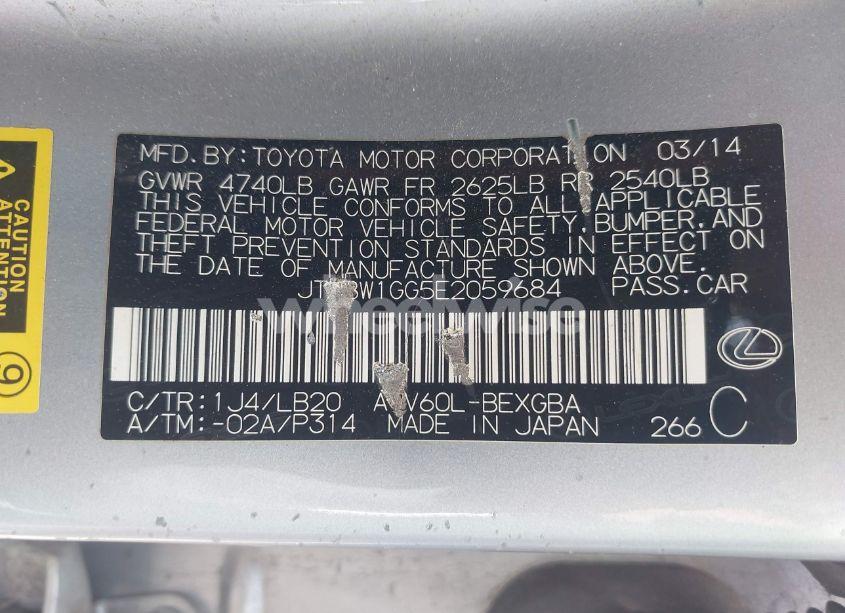 MFD. BY: TOYOTA MOTOR CORPORATION 03/14
GVWR 4740LB GAWR FR 2625LB RR 2540LB
THIS VEHICLE CONFORMS TO ALL APPLICABLE
FEDERAL MOTOR VEHICLE SAFETY, BUMPER, AND
THEFT PREVENTION STANDARDS IN EFFECT ON
THE DATE OF MANUFACTURE SHOWN ABOVE.
PASS. CAR
wheelwise
C/TR: 1J4/LB20
-BEXGBA
A/TM: -02A/P314 MADE IN JAPAN 266 C
CAUTION
ATTENTION
9